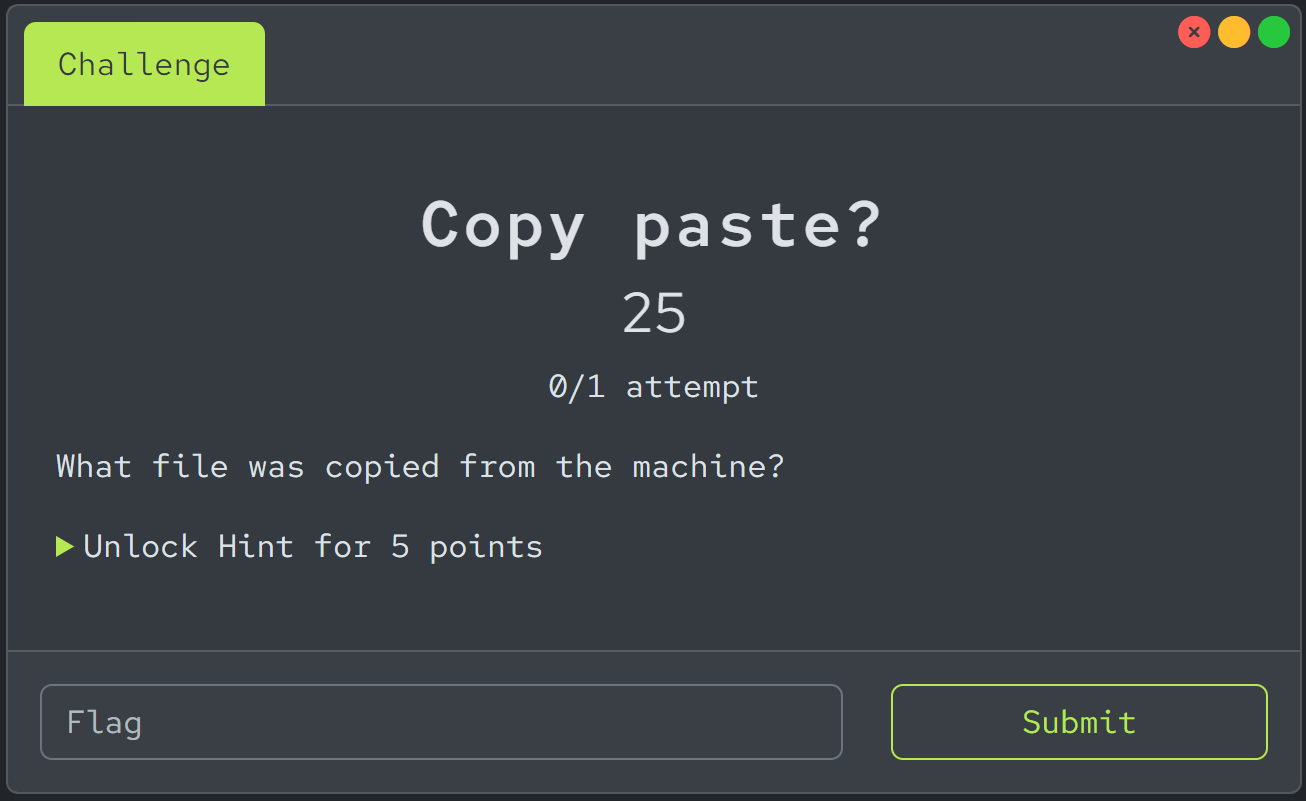 Challenge
Copy paste?
25
0/1 attempt
What file was copied from the machine?
Unlock Hint for 5 points
Flag
Submit